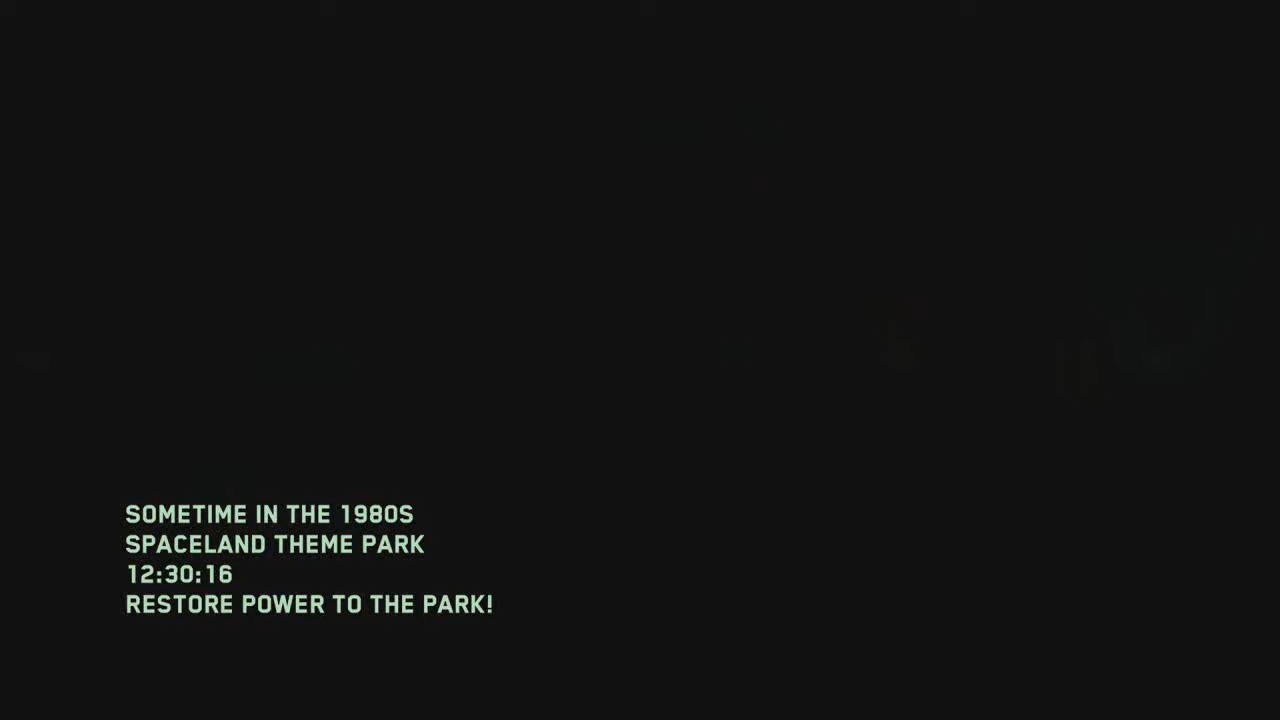 SOMETIME IN THE 1980S
SPACELAND THEME PARK
12:30:16
RESTORE POWER TO THE PARK!